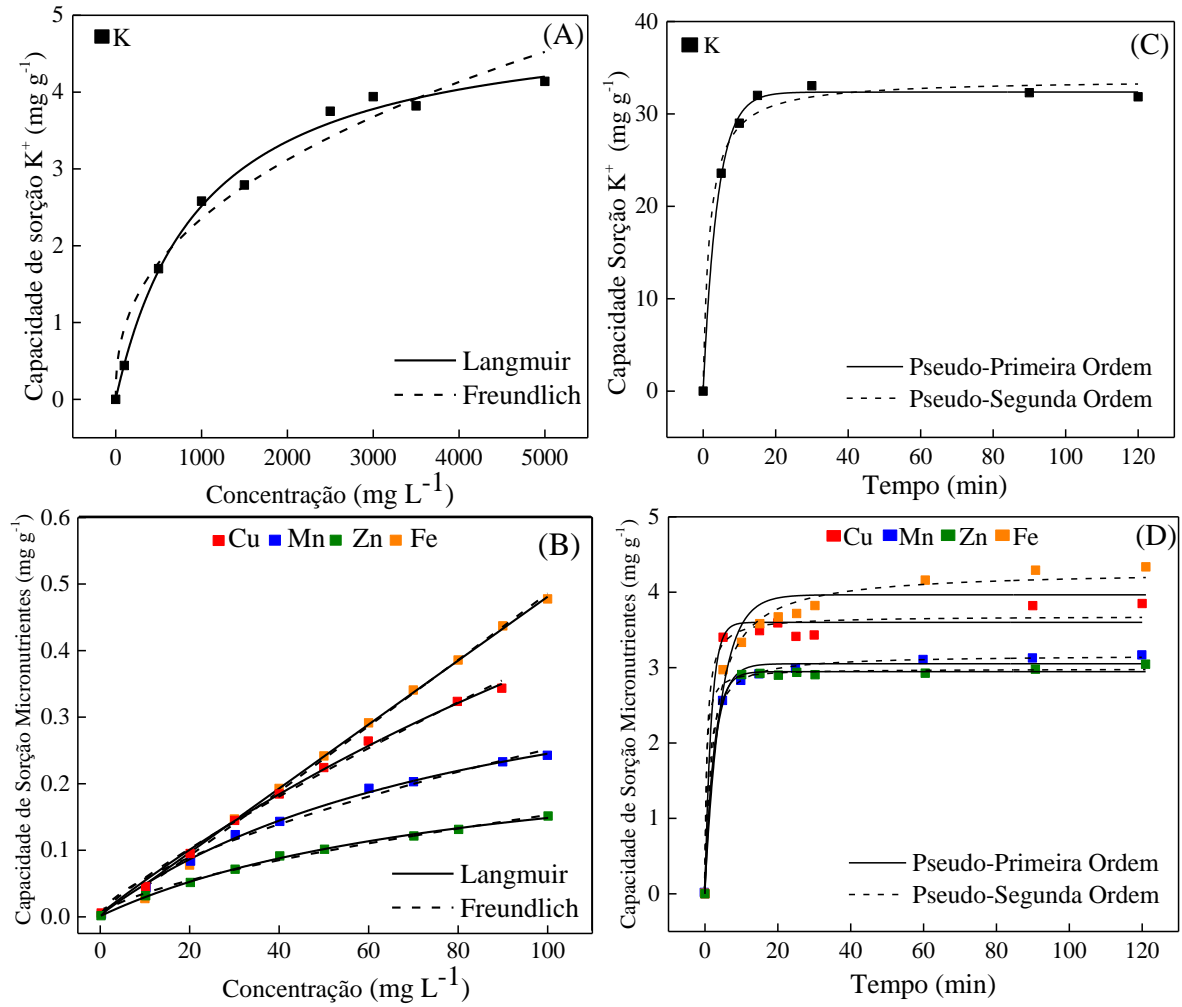 5
4
3
2
1
0
Capacidade de sorção K⁺ (mg g⁻¹)
K
(A)
Langmuir
Freundlich
0 1000 2000 3000 4000 5000
Concentração (mg L⁻¹)
40
30
20
10
0
Capacidade Sorção K⁺ (mg g⁻¹)
K
(C)
Pseudo-Primeira Ordem
Pseudo-Segunda Ordem
0 20 40 60 80 100 120
Tempo (min)
0.6
0.5
0.4
0.3
0.2
0.1
0.0
Capacidade de Sorção Micronutrientes (mg g⁻¹)
Cu Mn Zn Fe
(B)
Langmuir
Freundlich
0 20 40 60 80 100
Concentração (mg L⁻¹)
5
4
3
2
1
0
Capacidade de Sorção Micronutrientes (mg g⁻¹)
Cu Mn Zn Fe
(D)
Pseudo-Primeira Ordem
Pseudo-Segunda Ordem
0 20 40 60 80 100 120
Tempo (min)